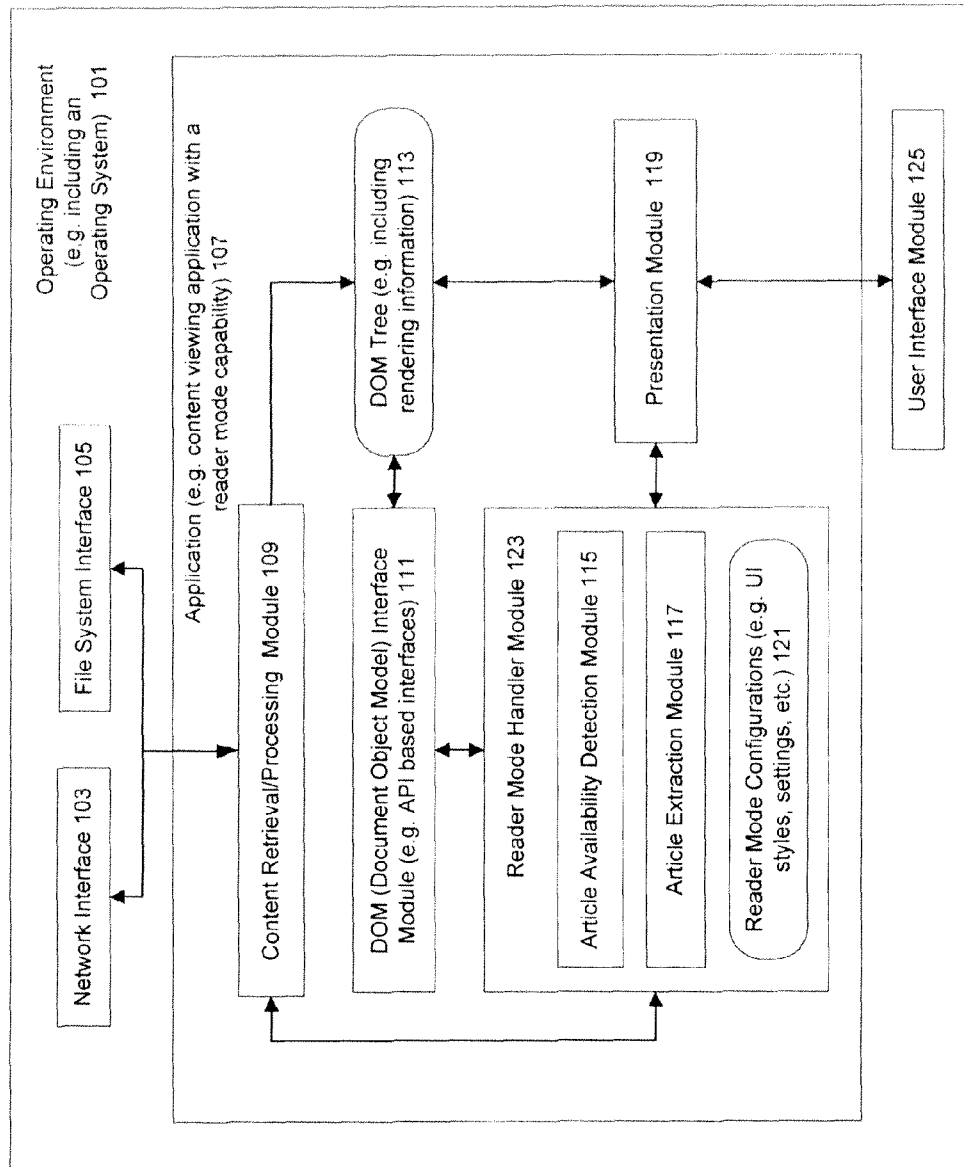 Operating Environment
(e.g. including an
Operating System) 101
Network Interface 103
File System Interface 105
Application (e.g. content viewing application with a
reader mode capability) 107
Content Retrieval/Processing Module 109
DOM (Document Object Model) Interface
Module (e.g. API based interfaces) 111
DOM Tree (e.g. including
rendering information) 113
Reader Mode Handler Module 123
Article Availability Detection Module 115
Article Extraction Module 117
Reader Mode Configurations (e.g. UI
styles, settings, etc.) 121
Presentation Module 119
User Interface Module 125